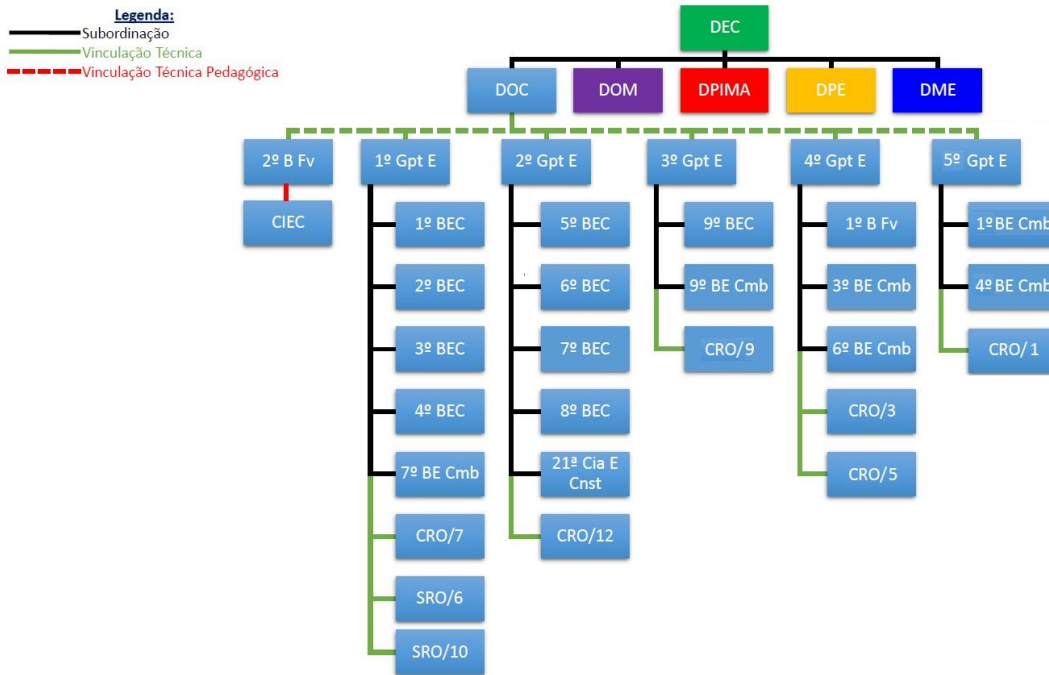 Legenda:
Subordinação
Vinculação Técnica
Vinculação Técnica Pedagógica
DEC
DOC
DOM
DPIMA
DPE
DME
2º B Fv
1º Gpt E
2º Gpt E
3º Gpt E
4º Gpt E
5º Gpt E
CIEC
1º BEC
2º BEC
3º BEC
4º BEC
7º BE Cmb
CRO/7
SRO/6
SRO/10
5º BEC
6º BEC
7º BEC
8º BEC
21ª Cia E
Cnst
CRO/12
9º BEC
9º BE Cmb
CRO/9
1º B Fv
3º BE Cmb
6º BE Cmb
CRO/3
CRO/5
1º BE Cmb
4º BE Cmb
CRO/1